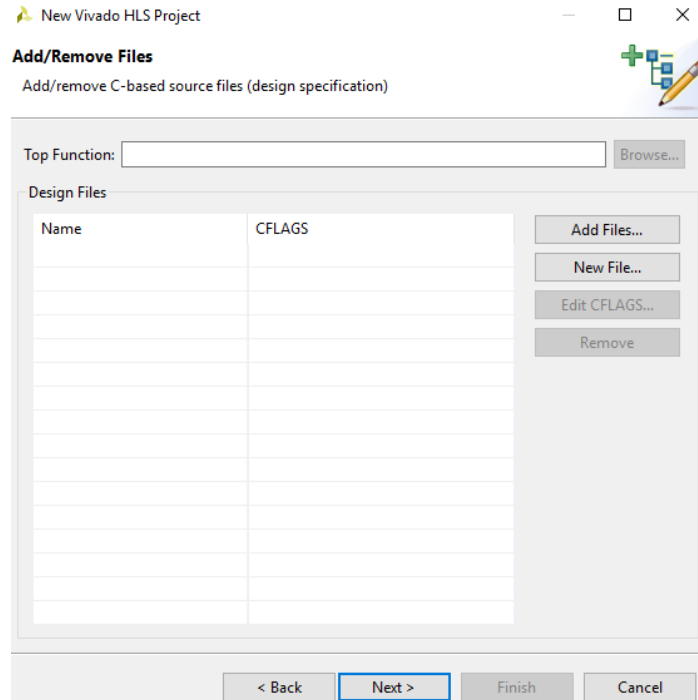 New Vivado HLS Project
Add/Remove Files
Add/remove C-based source files (design specification)
Top Function:
Browse...
Design Files
Name CFLAGS
Add Files...
New File...
Edit CFLAGS...
Remove
< Back Next > Finish Cancel